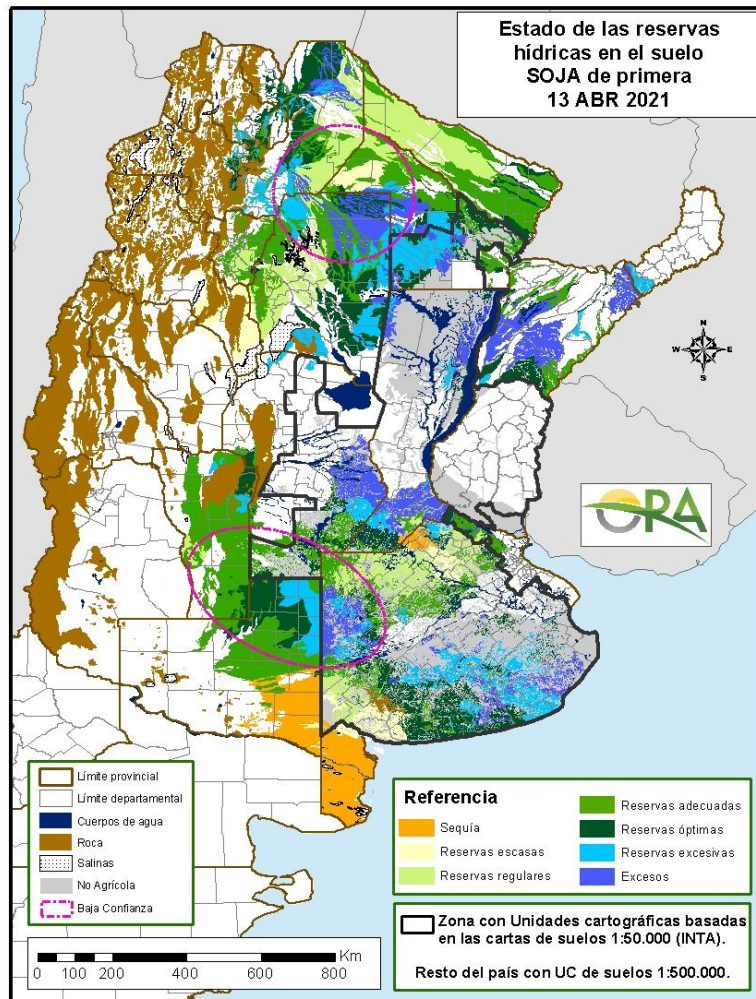 Estado de las reservas
hídricas en el suelo
SOJA de primera
13 ABR 2021
N
W
E
S
ORA
Límite provincial
Límite departamental
Cuerpos de agua
Roca
Salinas
No Agrícola
Baja Confianza
Referencia
Sequía
Reservas escasas
Reservas regulares
Reservas adecuadas
Reservas óptimas
Reservas excesivas
Excesos
Zona con Unidades cartográficas basadas
en las cartas de suelos 1:50.000 (INTA).
Resto del país con UC de suelos 1:500.000.
Km
0 100 200 400 600 800